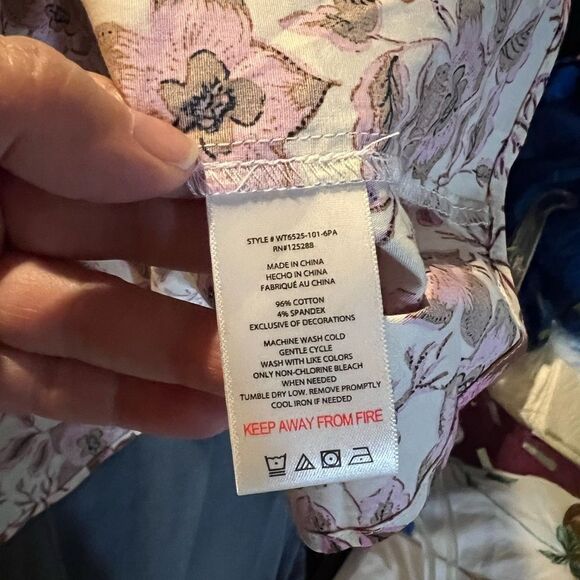 STYLE # WT6525-101-6PA
RN#125288
MADE IN CHINA
HECHO IN CHINA
FABRIQUÉ AU CHINA
96% COTTON
4% SPANDEX
EXCLUSIVE OF DECORATIONS
MACHINE WASH COLD
GENTLE CYCLE
WASH WITH LIKE COLORS
ONLY NON-CHLORINE BLEACH
WHEN NEEDED
TUMBLE DRY LOW. REMOVE PROMPTLY
COOL IRON IF NEEDED
KEEP AWAY FROM FIRE